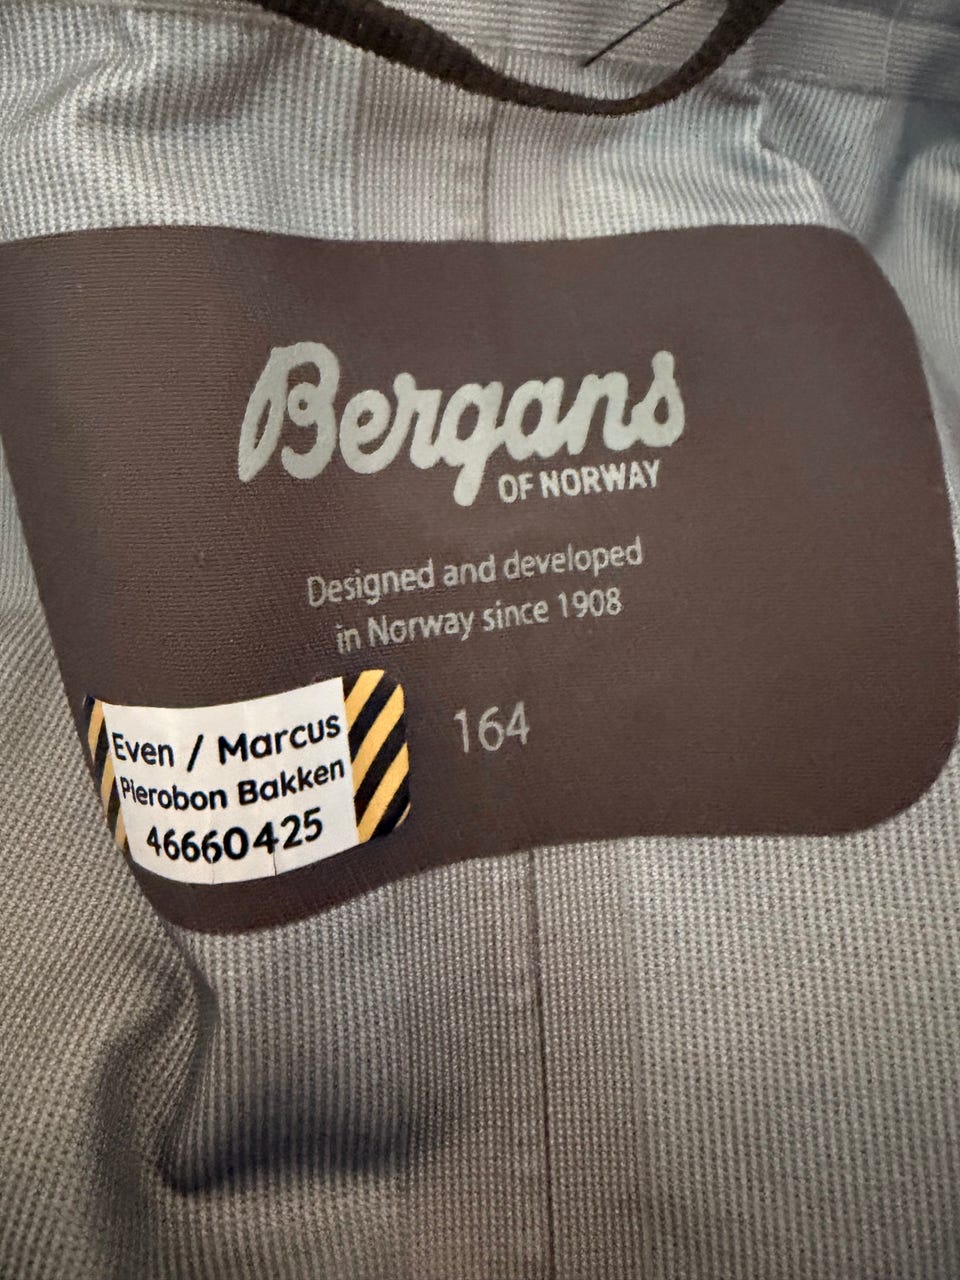 Bergans
OF NORWAY
Designed and developed
in Norway since 1908
164
Even / Marcus
Pierobon Bakken
46660425